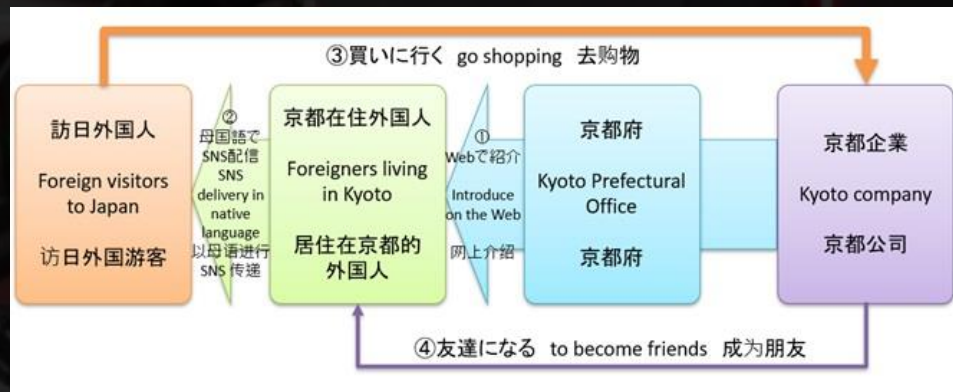 ③買いに行く go shopping 去购物
訪日外国人
Foreign visitors
to Japan
访日外国游客
②
母国語で
SNS配信
SNS
delivery in
native
language
以母语进行
SNS 传递
京都在住外国人
Foreigners living
in Kyoto
居住在京都的
外国人
①
Webで紹介
Introduce
on the Web
网上介绍
京都府
Kyoto Prefectural
Office
京都府
京都企業
Kyoto company
京都公司
④友達になる to become friends 成为朋友